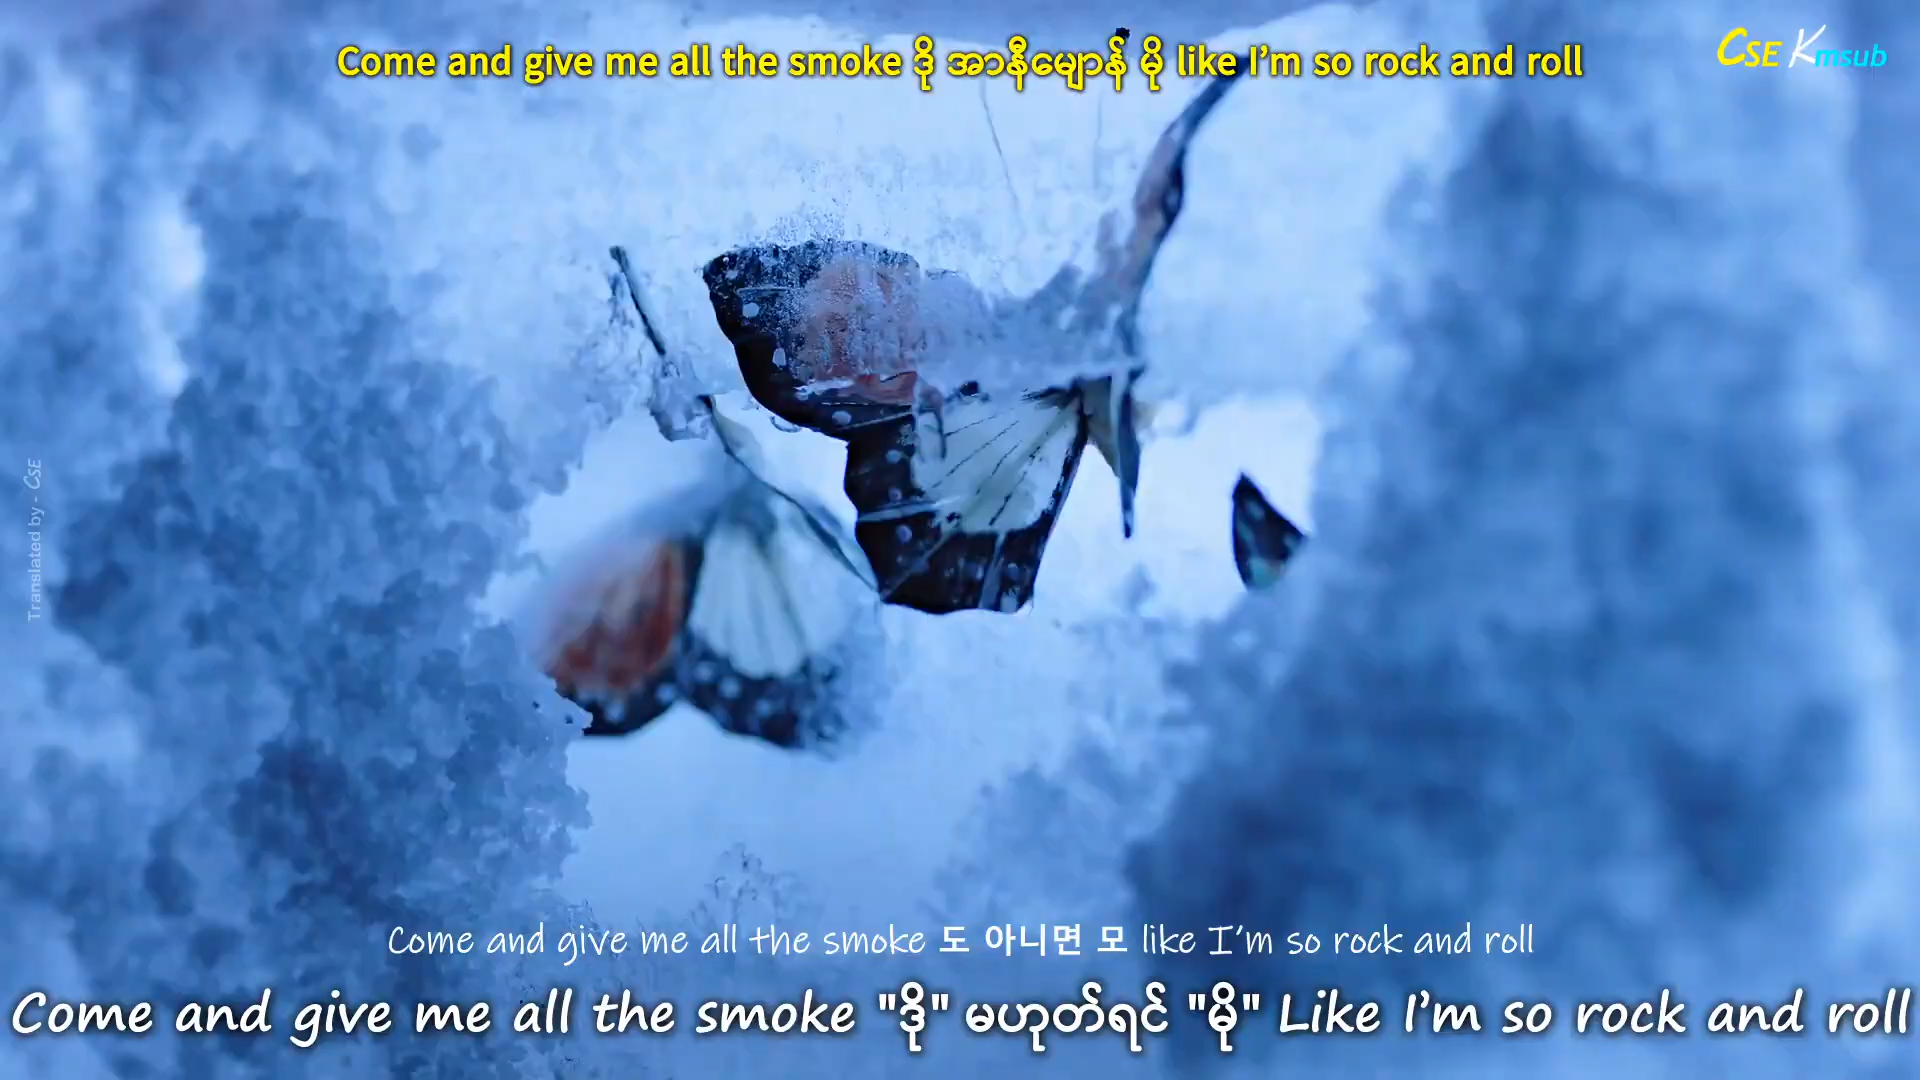 Come and give me all the smoke ဒို အာနီမျောန် မို like I’m so rock and roll
CSE Kmsub
Translated by - CSE
Come and give me all the smoke 도 아니면 모 like I’m so rock and roll
Come and give me all the smoke "ဒို" မဟုတ်ရင် "မို" Like I’m so rock and roll